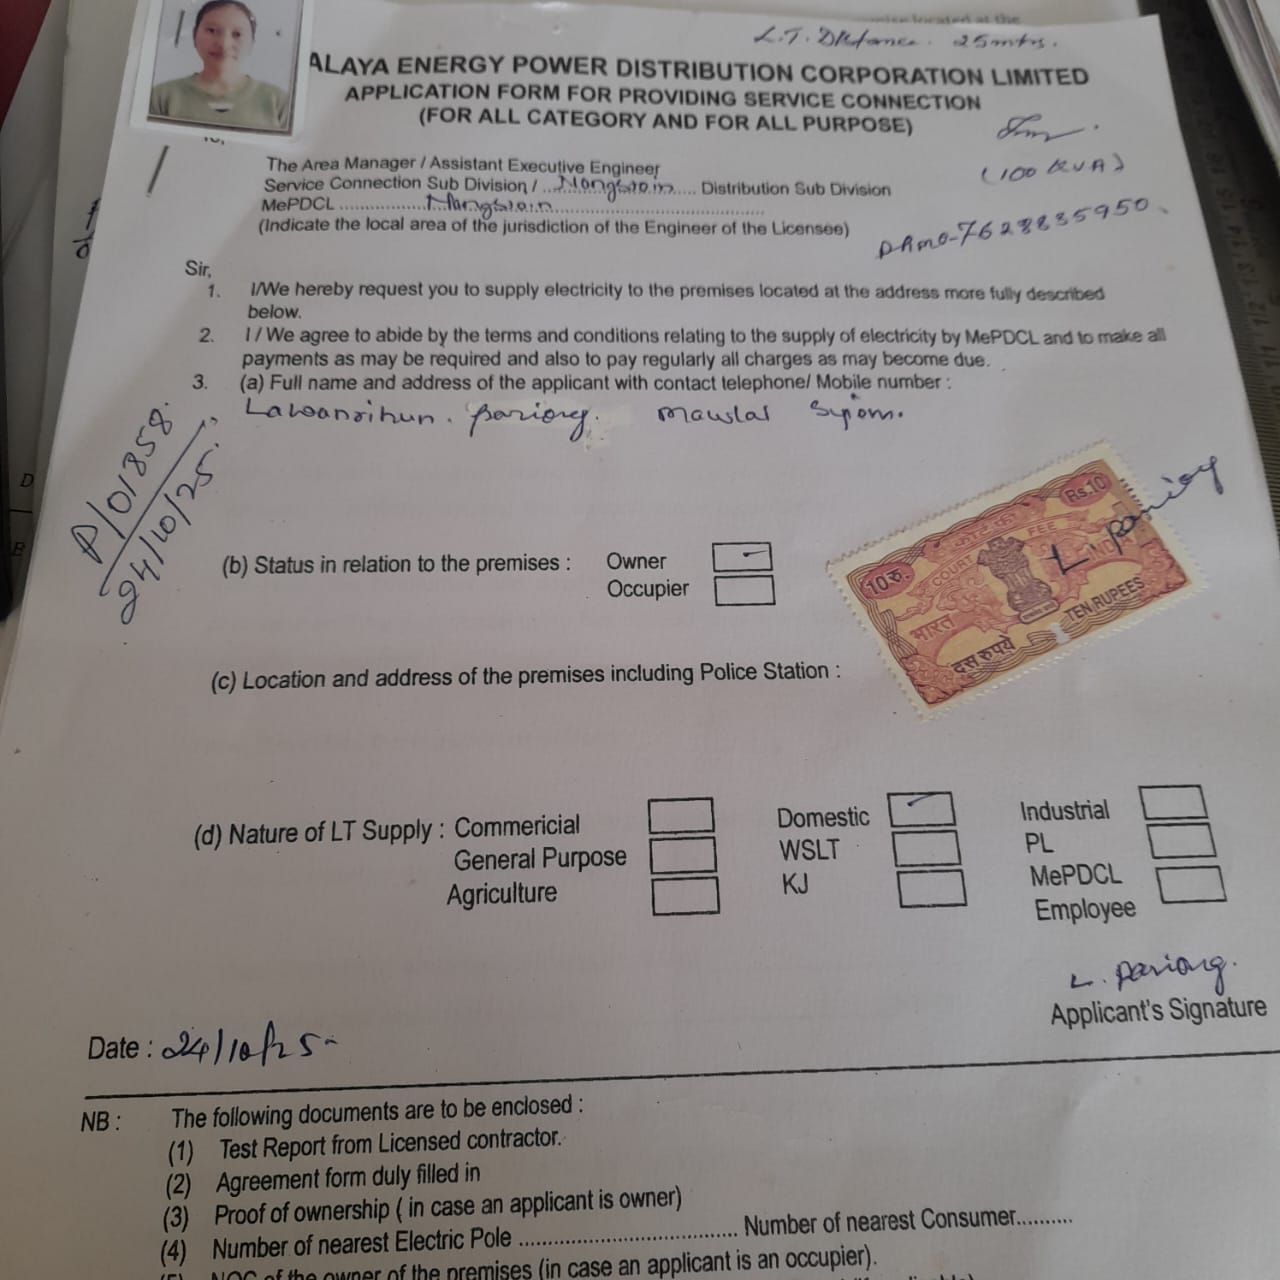 L.T. Distance. 25mtrs.
ALAYA ENERGY POWER DISTRIBUTION CORPORATION LIMITED
APPLICATION FORM FOR PROVIDING SERVICE CONNECTION
(FOR ALL CATEGORY AND FOR ALL PURPOSE)
(100 KVA)
The Area Manager / Assistant Executive Engineer
Service Connection Sub Division / ...Nongstoin..... Distribution Sub Division
MePDCL .................Nongstoin..........................................
(Indicate the local area of the jurisdiction of the Engineer of the Licensee)
7628835950
Sir,
1. I/We hereby request you to supply electricity to the premises located at the address more fully described
below.
2. I / We agree to abide by the terms and conditions relating to the supply of electricity by MePDCL and to make all
payments as may be required and also to pay regularly all charges as may become due.
3. (a) Full name and address of the applicant with contact telephone/ Mobile number :
pariong.
P/01858
24/10/25
(b) Status in relation to the premises : Owner
Occupier
10रु. कोर्ट फीस Rs.10
COURT FEE
भारत
दस रुपये TEN RUPEES
L. pariong
(c) Location and address of the premises including Police Station :
(d) Nature of LT Supply : Commericial Domestic Industrial
General Purpose WSLT PL
Agriculture KJ MePDCL
Employee
L. pariong.
Applicant's Signature
Date : 24/10/25
NB : The following documents are to be enclosed :
(1) Test Report from Licensed contractor.
(2) Agreement form duly filled in
(3) Proof of ownership ( in case an applicant is owner)
(4) Number of nearest Electric Pole ..................................... Number of nearest Consumer..........
NOC of the owner of the premises (in case an applicant is an occupier).